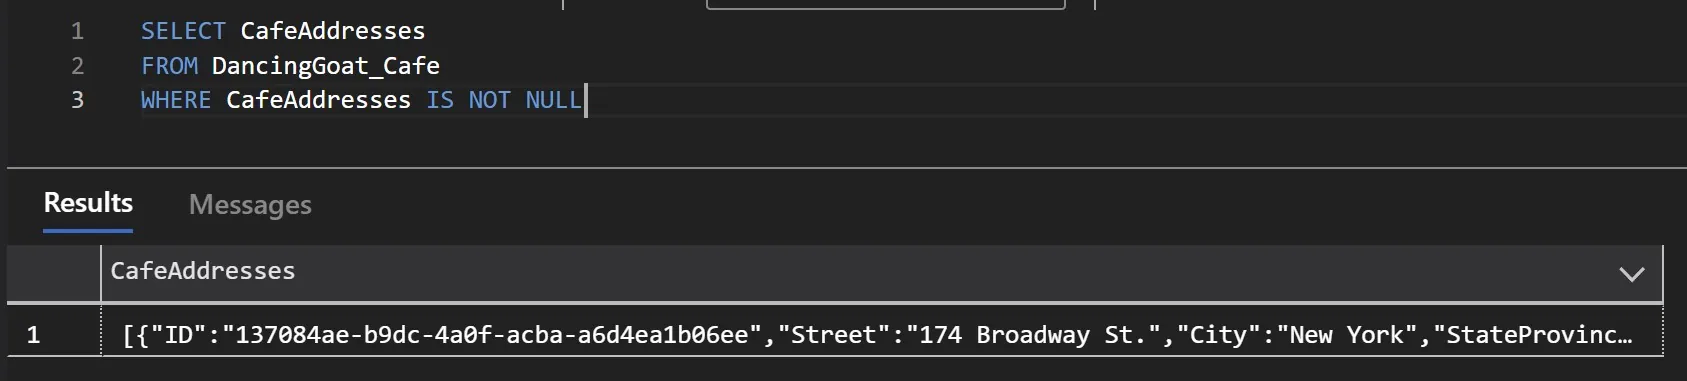 1 SELECT CafeAddresses
2 FROM DancingGoat_Cafe
3 WHERE CafeAddresses IS NOT NULL
Results Messages
CafeAddresses
1 [{"ID":"137084ae-b9dc-4a0f-acba-a6d4ea1b06ee","Street":"174 Broadway St.","City":"New York","StateProvinc…